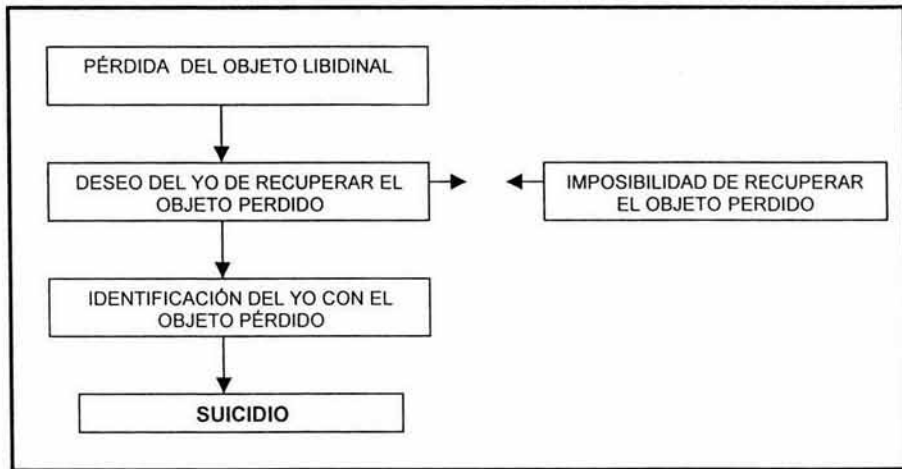 PÉRDIDA DEL OBJETO LIBIDINAL
DESEO DEL YO DE RECUPERAR EL
OBJETO PERDIDO
IMPOSIBILIDAD DE RECUPERAR
EL OBJETO PERDIDO
IDENTIFICACIÓN DEL YO CON EL
OBJETO PÉRDIDO
SUICIDIO